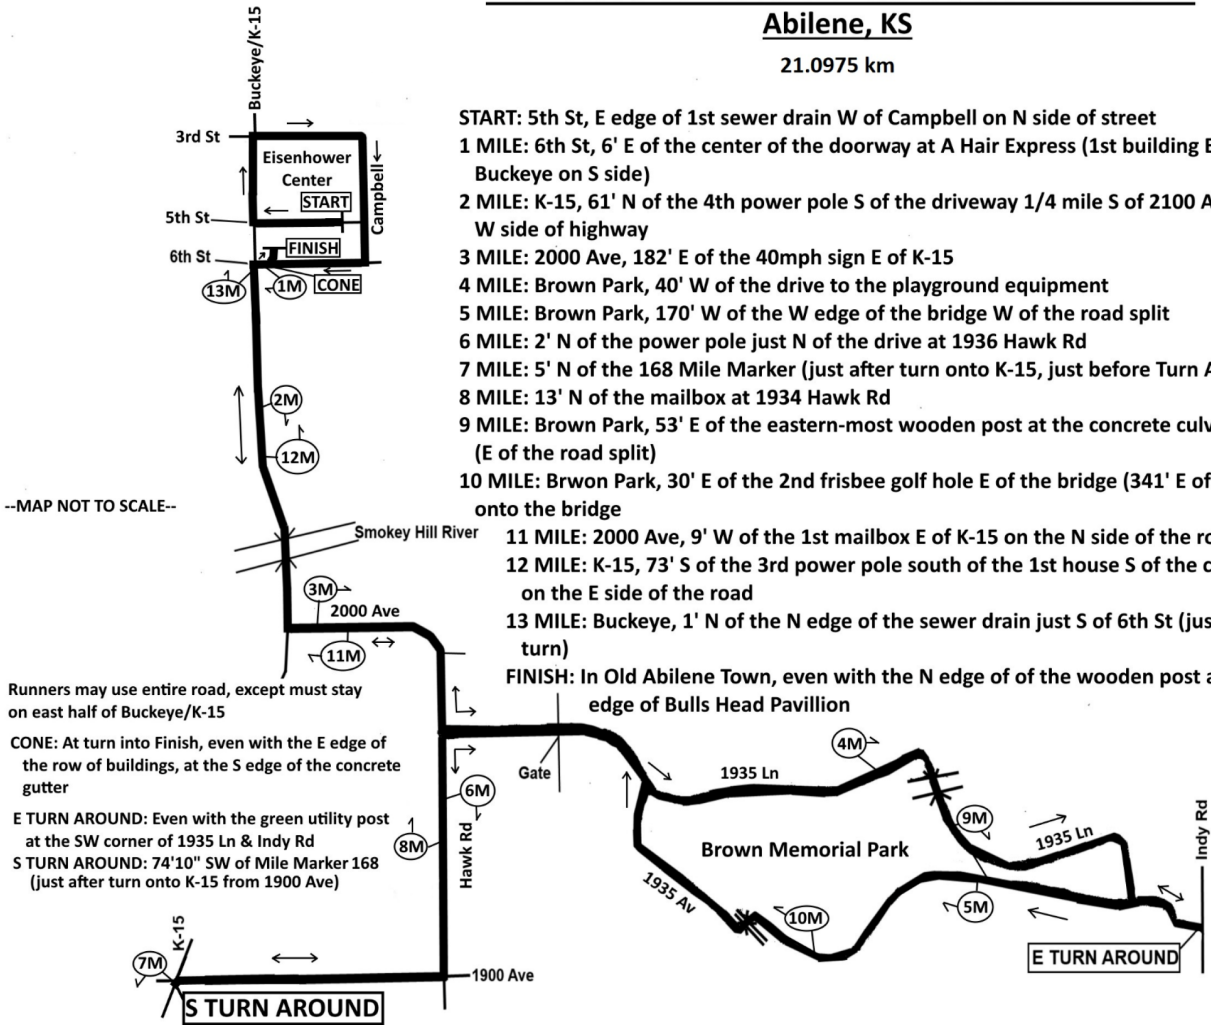 Abilene, KS
21.0975 km
START: 5th St, E edge of 1st sewer drain W of Campbell on N side of street
1 MILE: 6th St, 6' E of the center of the doorway at A Hair Express (1st building
Buckeye on S side)
2 MILE: K-15, 61' N of the 4th power pole S of the driveway 1/4 mile S of 2100
W side of highway
3 MILE: 2000 Ave, 182' E of the 40mph sign E of K-15
4 MILE: Brown Park, 40' W of the drive to the playground equipment
5 MILE: Brown Park, 170' W of the W edge of the bridge W of the road split
6 MILE: 2' N of the power pole just N of the drive at 1936 Hawk Rd
7 MILE: 5' N of the 168 Mile Marker (just after turn onto K-15, just before Turn
8 MILE: 13' N of the mailbox at 1934 Hawk Rd
9 MILE: Brown Park, 53' E of the eastern-most wooden post at the concrete culv
(E of the road split)
10 MILE: Brwon Park, 30' E of the 2nd frisbee golf hole E of the bridge (341' E of
onto the bridge
11 MILE: 2000 Ave, 9' W of the 1st mailbox E of K-15 on the N side of the
12 MILE: K-15, 73' S of the 3rd power pole south of the 1st house S of the
on the E side of the road
13 MILE: Buckeye, 1' N of the N edge of the sewer drain just S of 6th St (jus
turn)
FINISH: In Old Abilene Town, even with the N edge of of the wooden post
edge of Bulls Head Pavillion
Buckeye/K-15
3rd St
Eisenhower
Center
START
Campbell
5th St
FINISH
6th St
13M
1M
CONE
2M
12M
--MAP NOT TO SCALE--
Smokey Hill River
3M
2000 Ave
11M
Runners may use entire road, except must stay
on east half of Buckeye/K-15
CONE: At turn into Finish, even with the E edge of
the row of buildings, at the S edge of the concrete
gutter
E TURN AROUND: Even with the green utility post
at the SW corner of 1935 Ln & Indy Rd
S TURN AROUND: 74'10" SW of Mile Marker 168
(just after turn onto K-15 from 1900 Ave)
Gate
6M
8M
Hawk Rd
4M
1935 Ln
9M
1935 Ln
Indy Rd
Brown Memorial Park
1935 Av
10M
5M
E TURN AROUND
K-15
7M
1900 Ave
S TURN AROUND